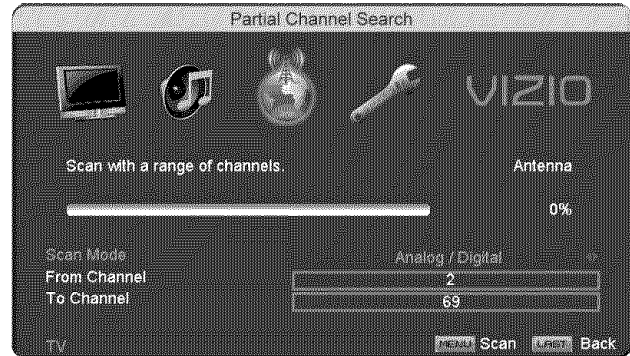 Partial Channel Search
VIZIO
Scan with a range of channels. Antenna
0%
Scan Mode Analog / Digital
From Channel 2
To Channel 69
TV MENU Scan LAST Back